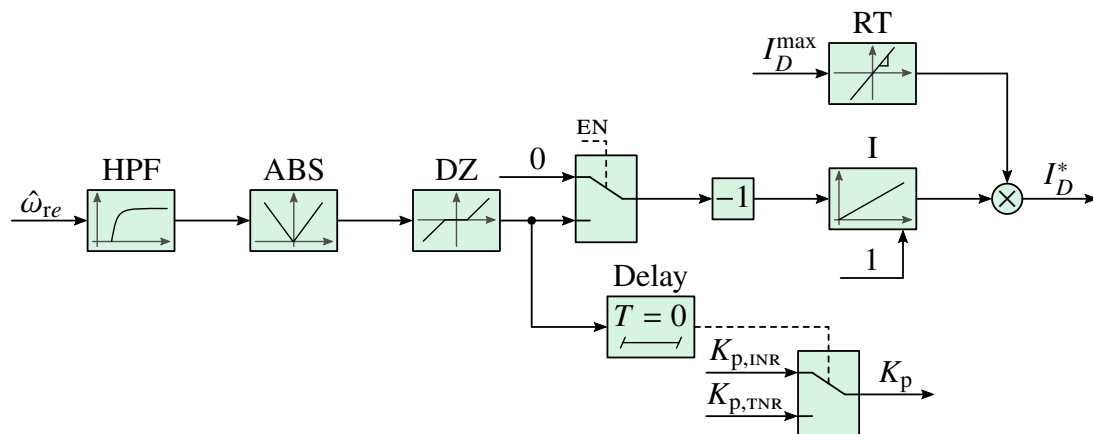 RT
I_D^max
EN
HPF
ABS
DZ
0
I
ω̂_re
−1
I_D^*
1
Delay
T = 0
K_p,INR
K_p
K_p,TNR